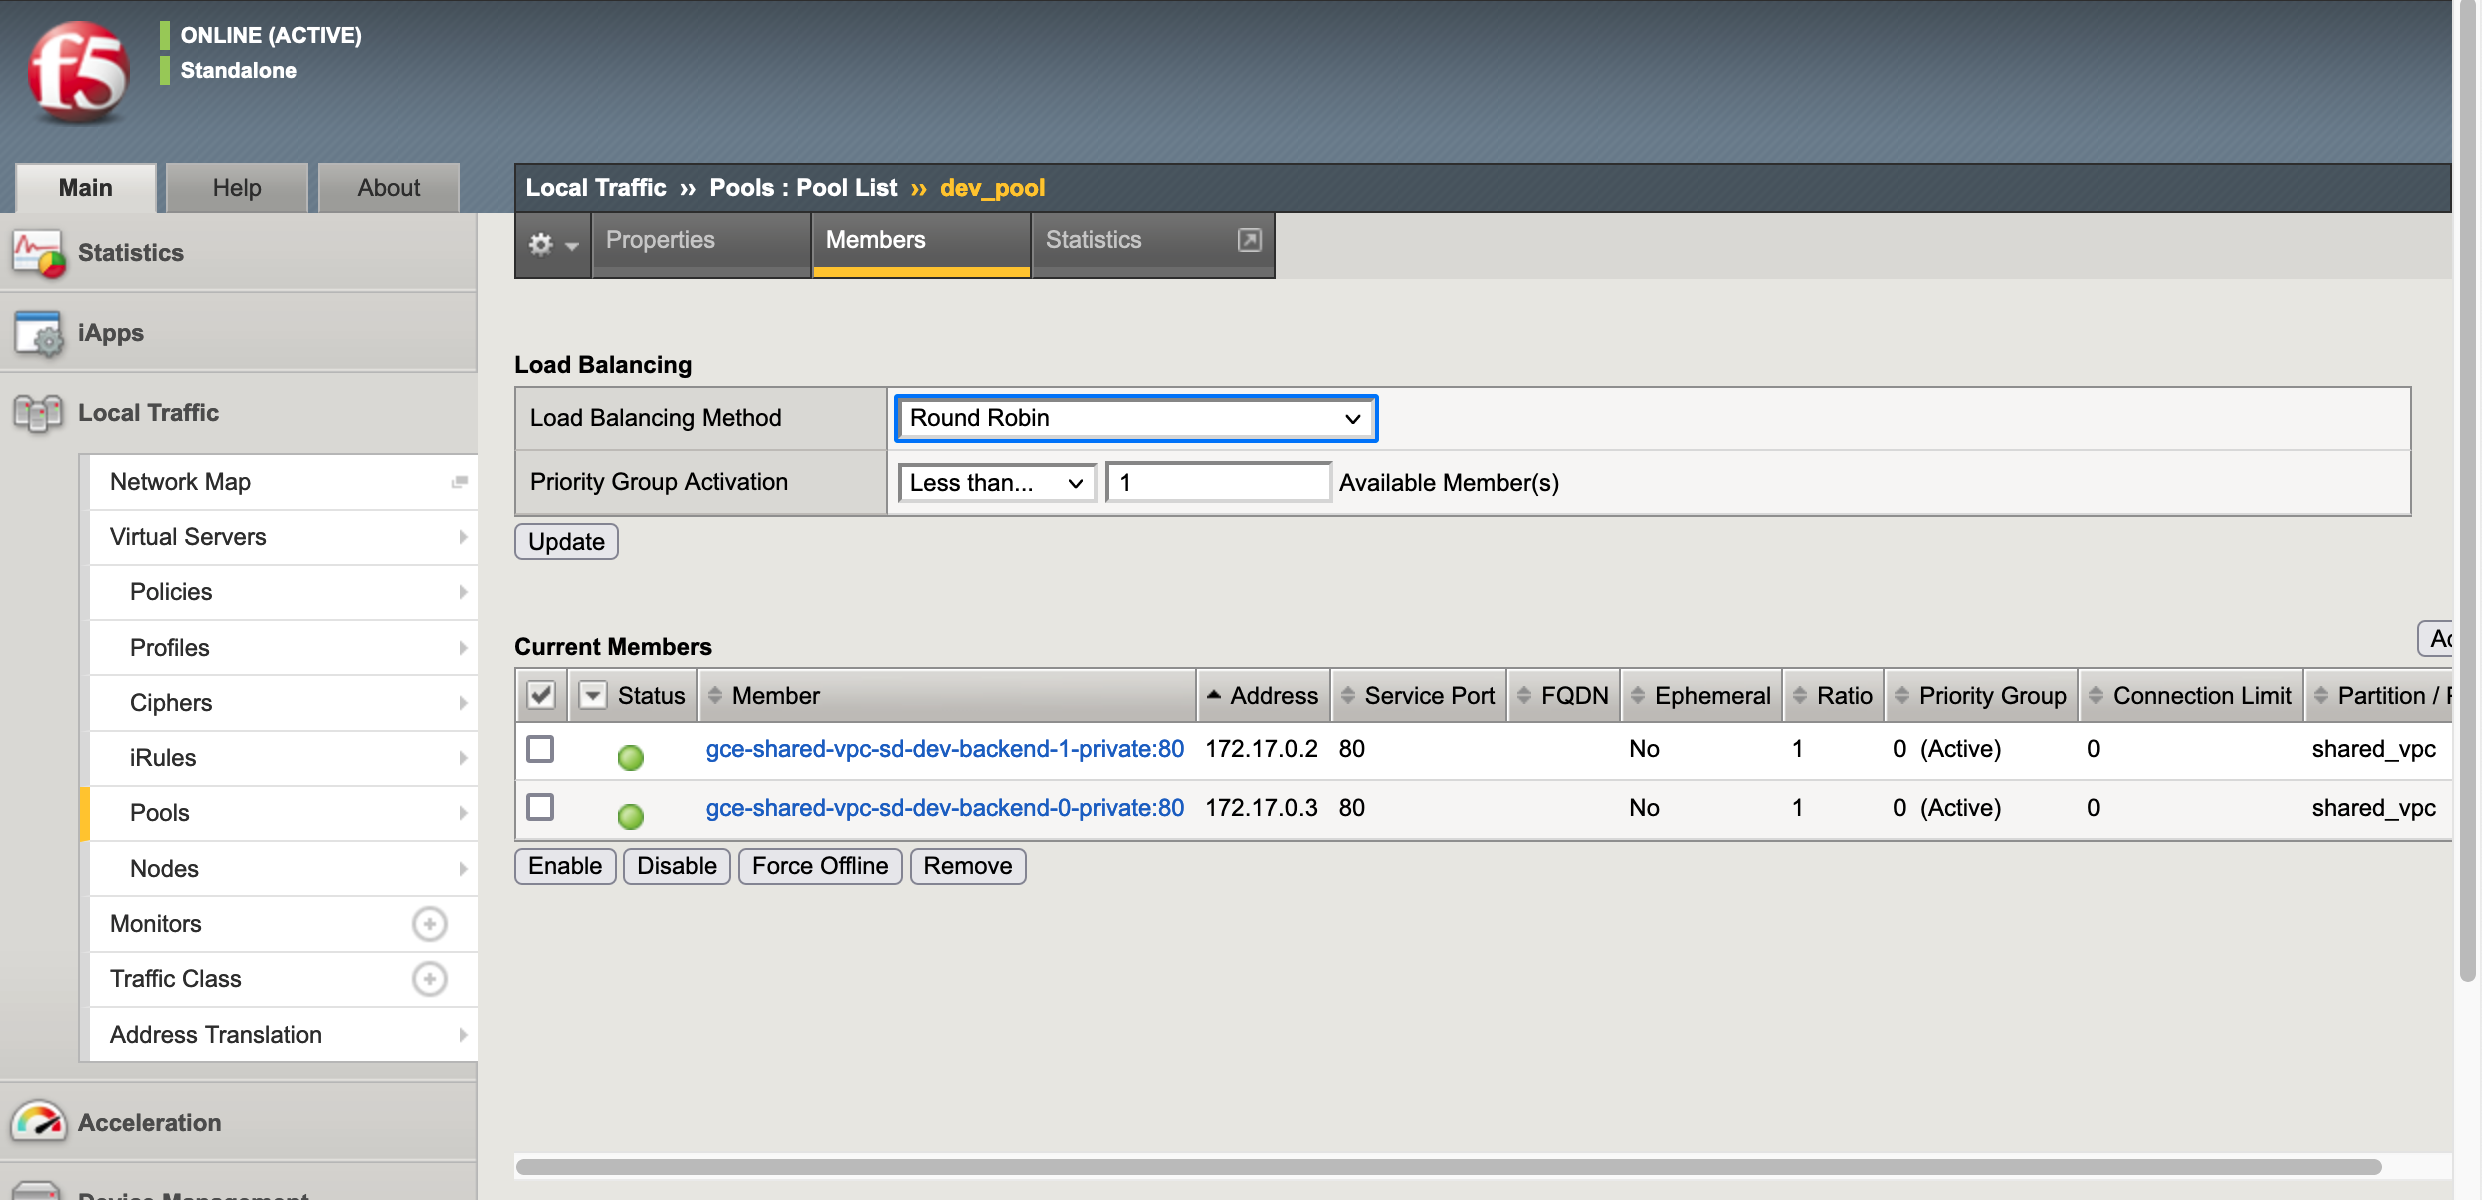 f5
ONLINE (ACTIVE)
Standalone
Main
Help
About
Local Traffic ›› Pools : Pool List ›› dev_pool
Properties
Members
Statistics
Statistics
iApps
Local Traffic
Network Map
Virtual Servers
Policies
Profiles
Ciphers
iRules
Pools
Nodes
Monitors
Traffic Class
Address Translation
Acceleration
Device Management
Load Balancing
Load Balancing Method Round Robin
Priority Group Activation Less than... 1 Available Member(s)
Update
Current Members
Status Member Address Service Port FQDN Ephemeral Ratio Priority Group Connection Limit Partition /
gce-shared-vpc-sd-dev-backend-1-private:80 172.17.0.2 80 No 1 0 (Active) 0 shared_vpc
gce-shared-vpc-sd-dev-backend-0-private:80 172.17.0.3 80 No 1 0 (Active) 0 shared_vpc
Enable Disable Force Offline Remove